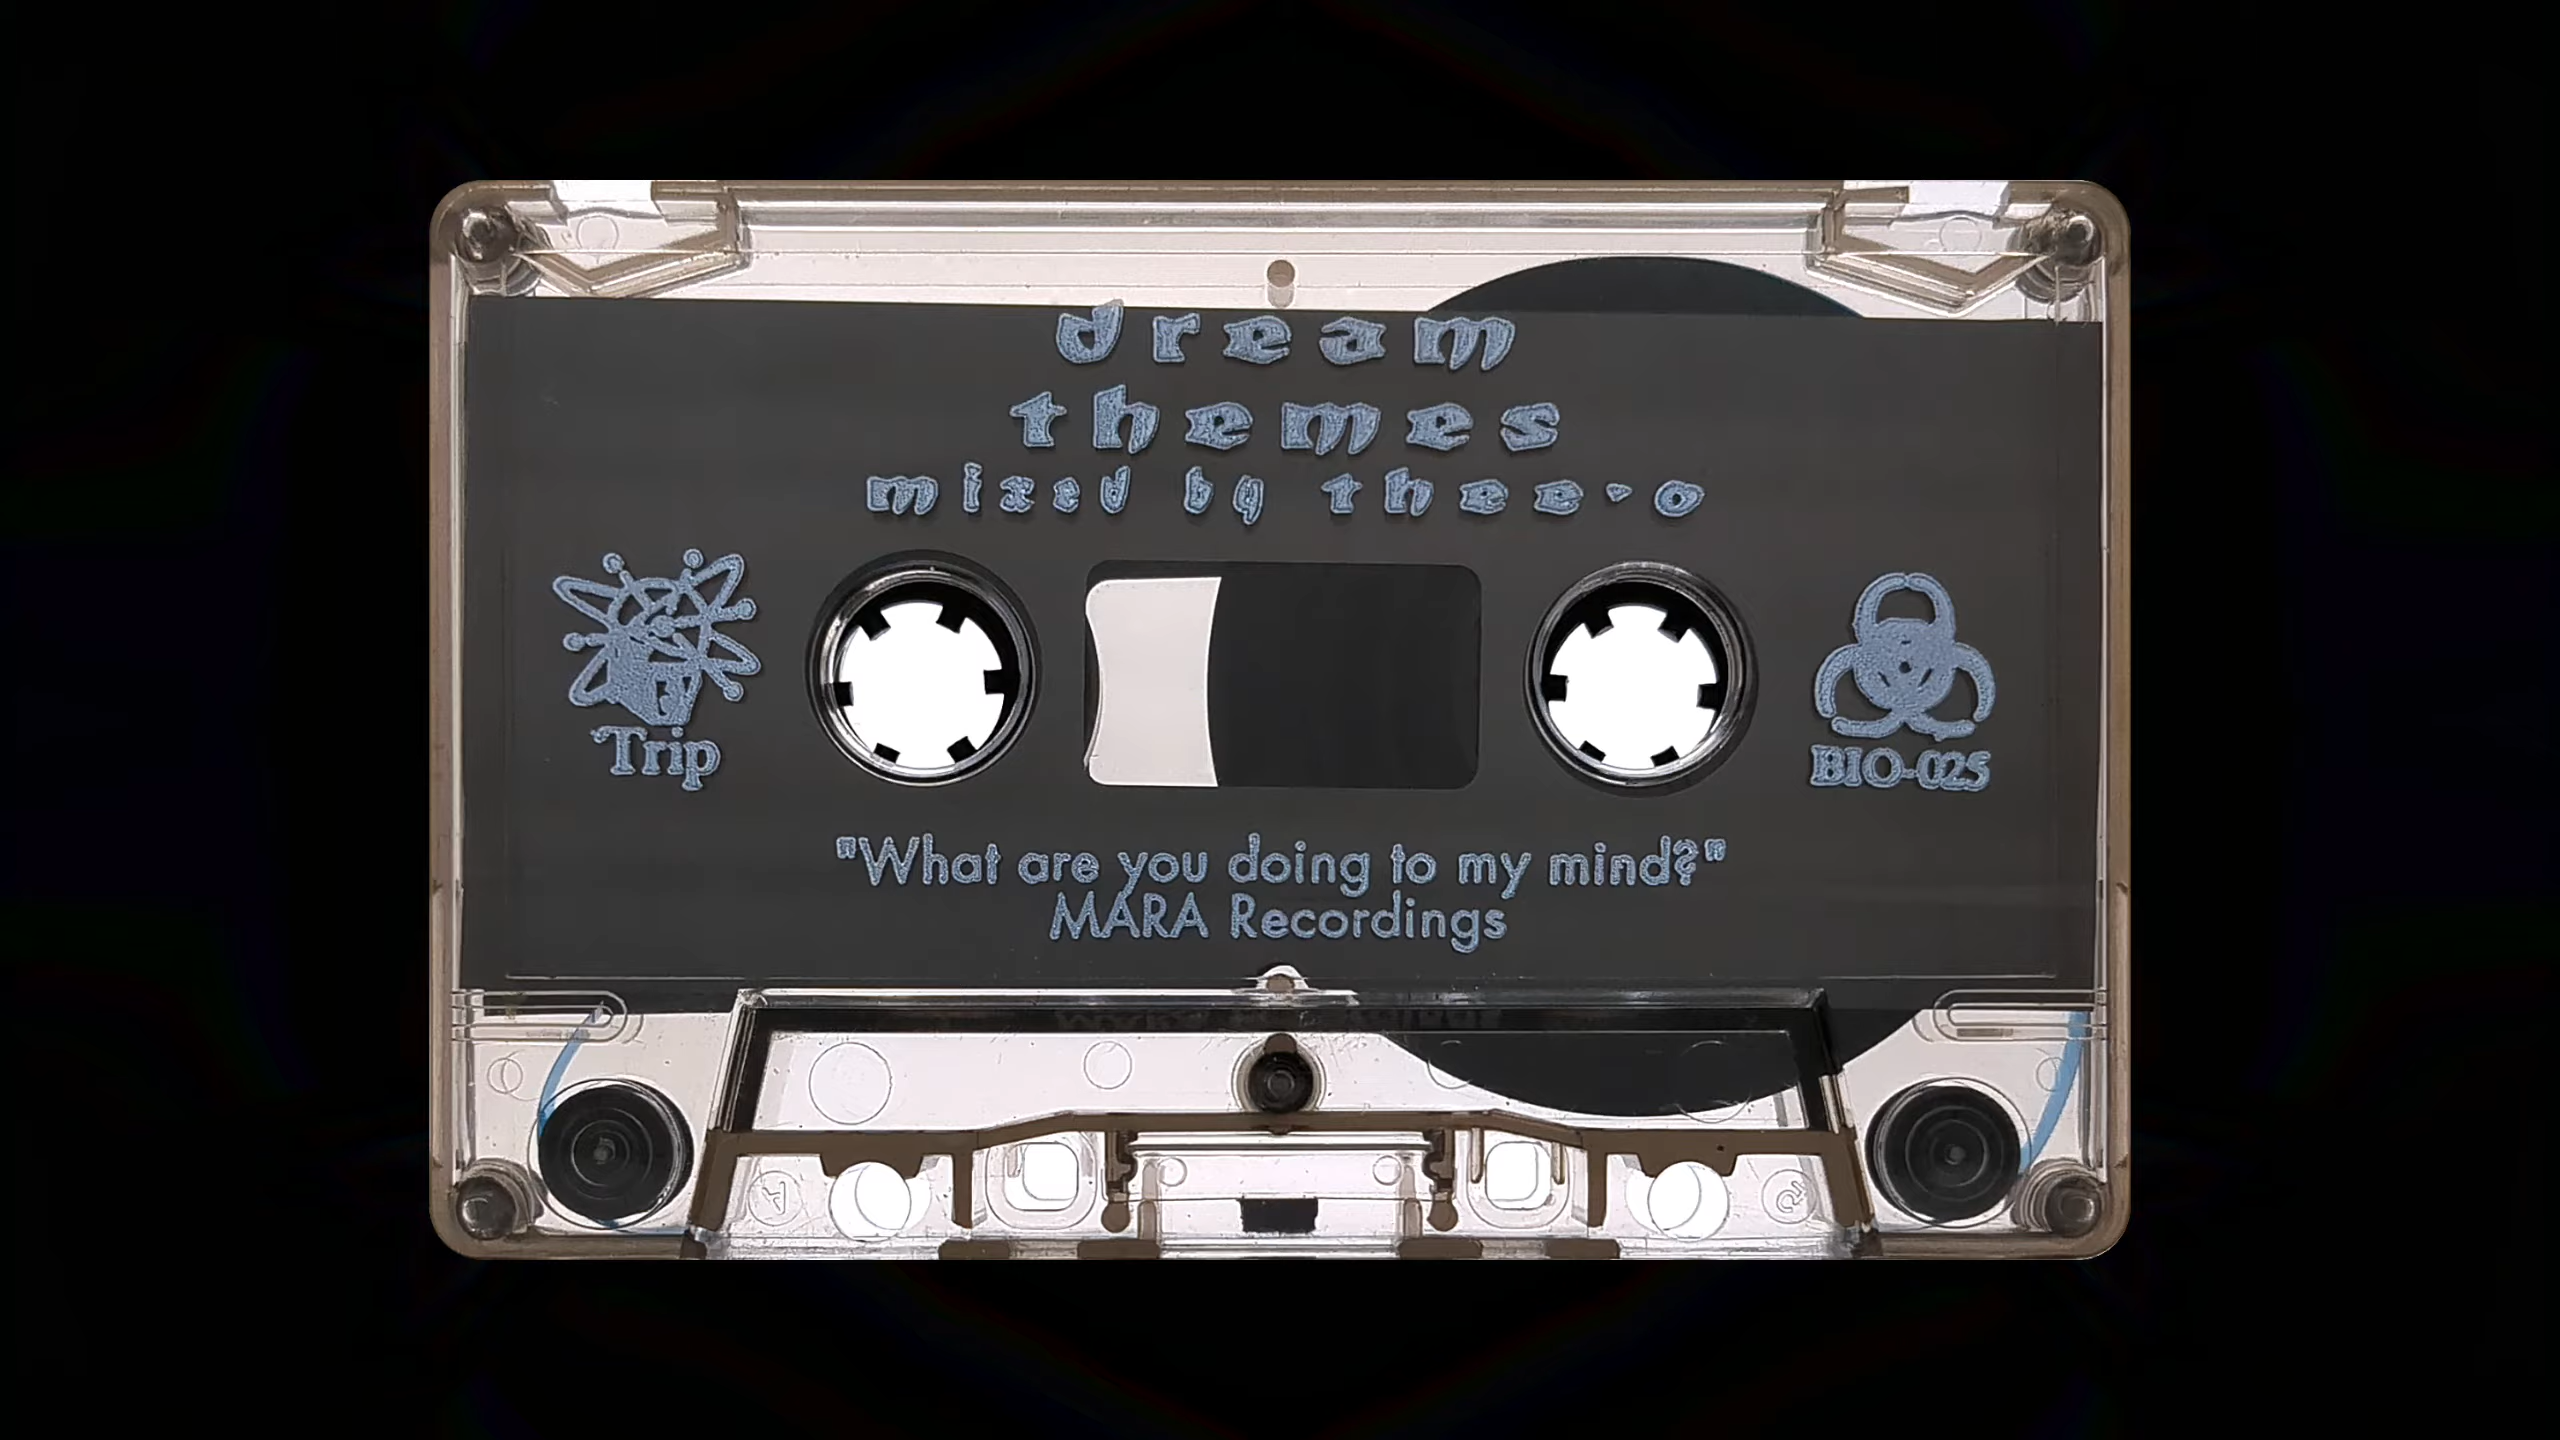 dream
themes
mixed by thee-o
Trip
BIO-025
"What are you doing to my mind?"
MARA Recordings
A